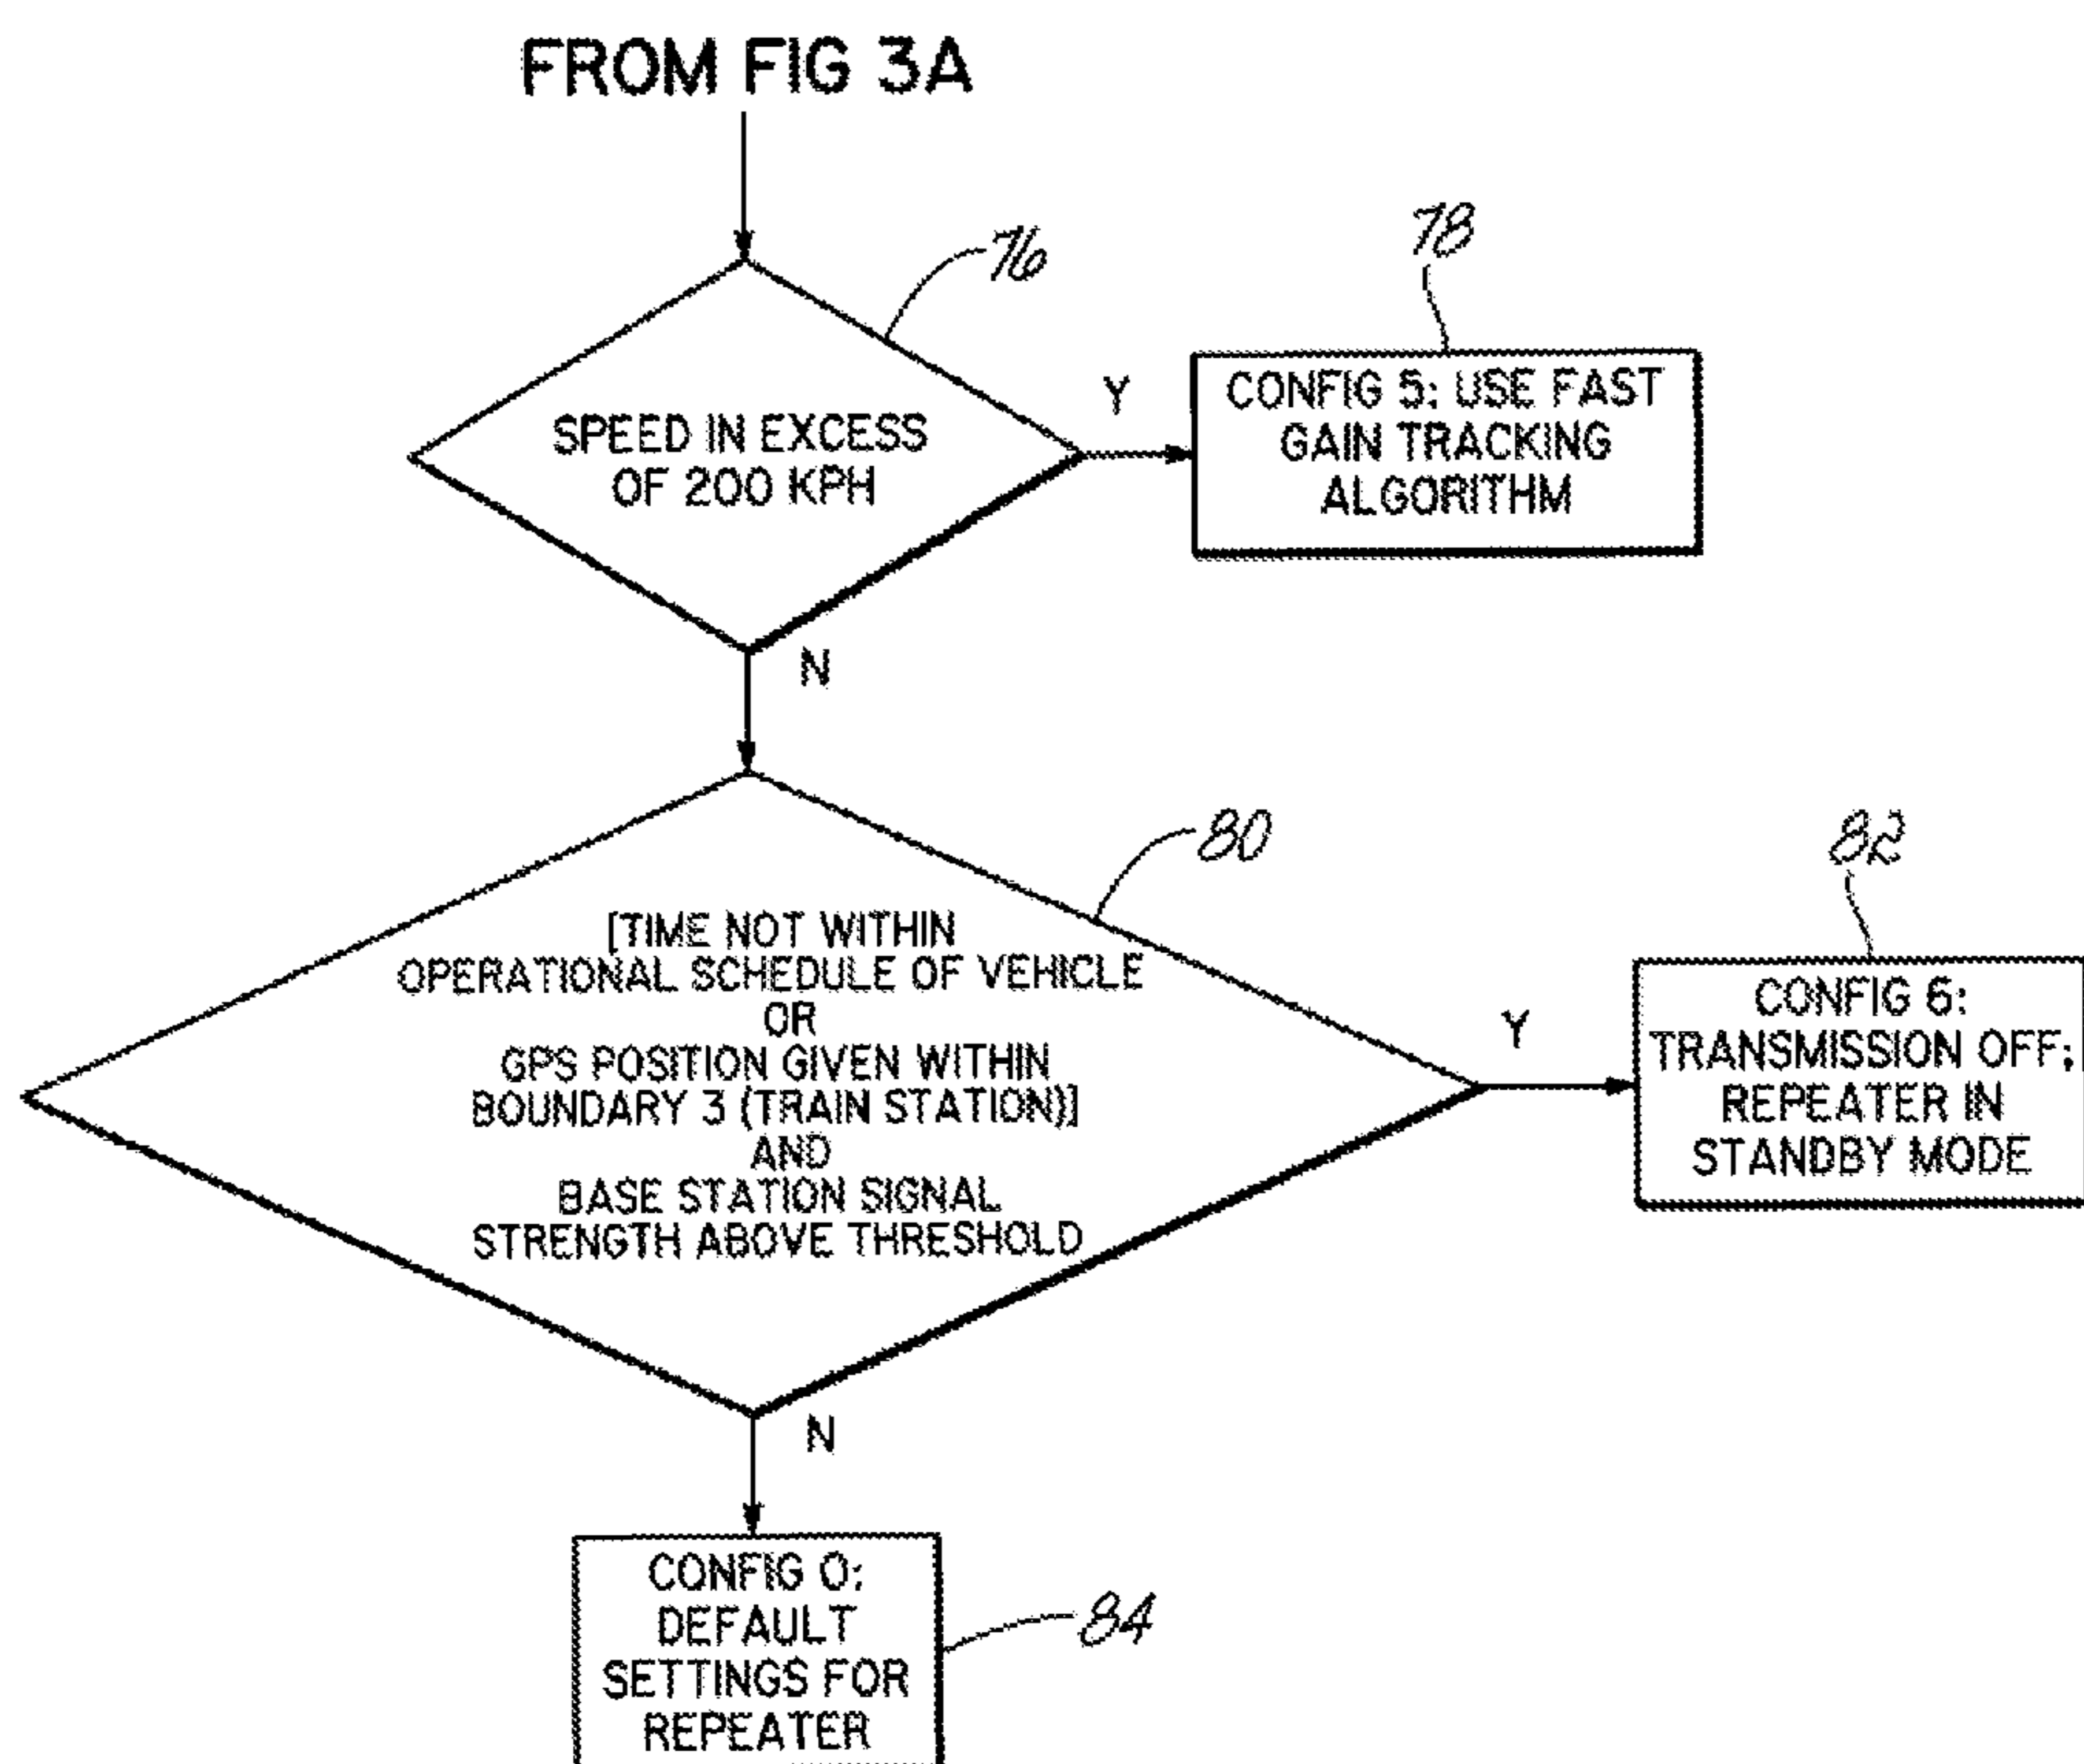 FROM FIG 3A
76
78
SPEED IN EXCESS
OF 200 KPH
Y
CONFIG 5: USE FAST
GAIN TRACKING
ALGORITHM
N
80
82
[TIME NOT WITHIN
OPERATIONAL SCHEDULE OF VEHICLE
OR
GPS POSITION GIVEN WITHIN
BOUNDARY 3 (TRAIN STATION)]
AND
BASE STATION SIGNAL
STRENGTH ABOVE THRESHOLD
Y
CONFIG 6:
TRANSMISSION OFF;
REPEATER IN
STANDBY MODE
N
CONFIG 0:
DEFAULT
SETTINGS FOR
REPEATER
84